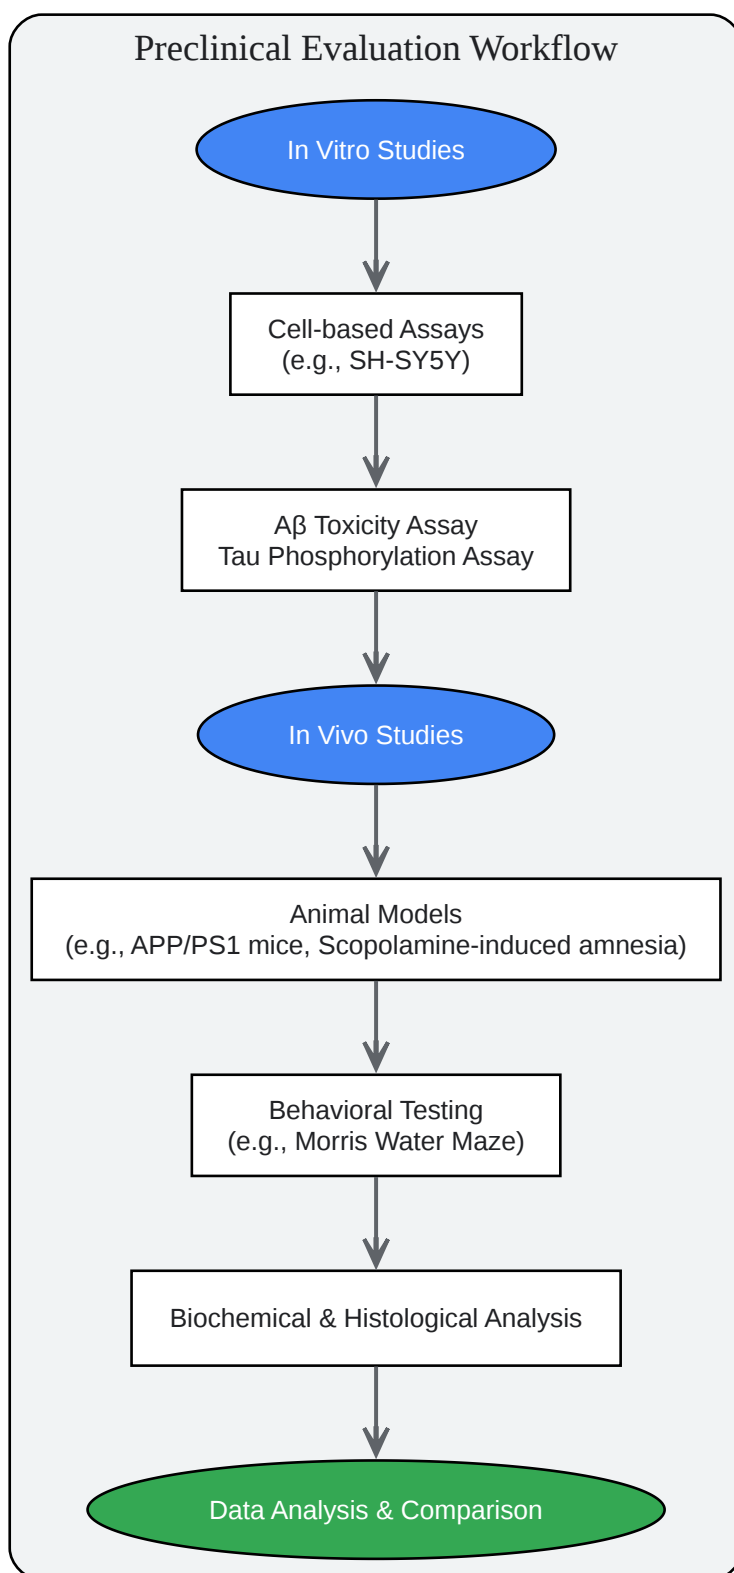 Preclinical Evaluation Workflow
In Vitro Studies
Cell-based Assays
(e.g., SH-SY5Y)
Aβ Toxicity Assay
Tau Phosphorylation Assay
In Vivo Studies
Animal Models
(e.g., APP/PS1 mice, Scopolamine-induced amnesia)
Behavioral Testing
(e.g., Morris Water Maze)
Biochemical & Histological Analysis
Data Analysis & Comparison